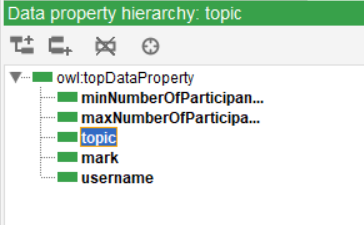 Data property hierarchy: topic
owl:topDataProperty
minNumberOfParticipan...
maxNumberOfParticipa...
topic
mark
username